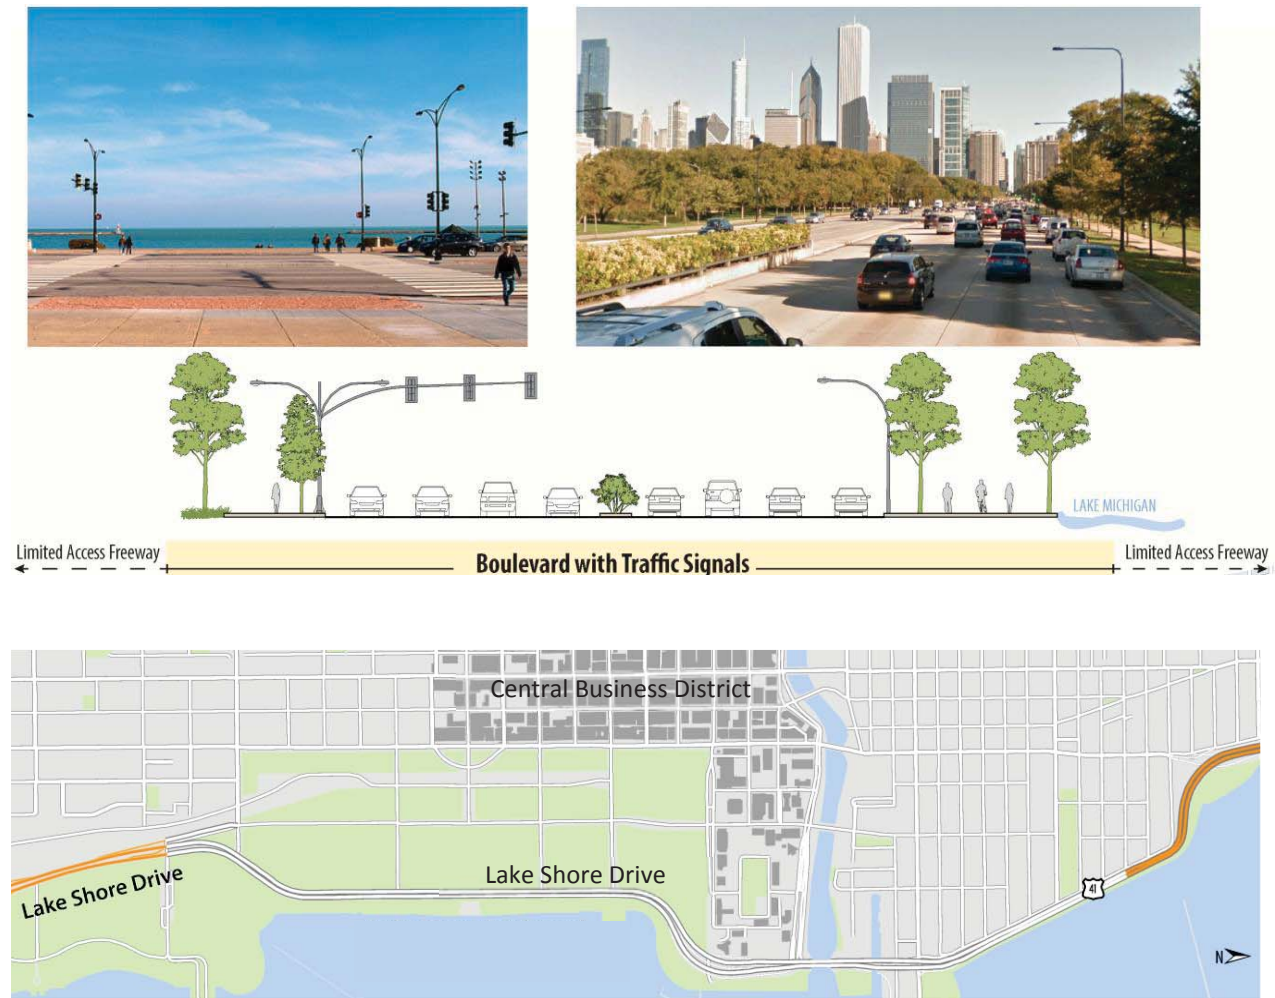 LAKE MICHIGAN
Limited Access Freeway
Boulevard with Traffic Signals
Limited Access Freeway
Central Business District
Lake Shore Drive
Lake Shore Drive
41
N